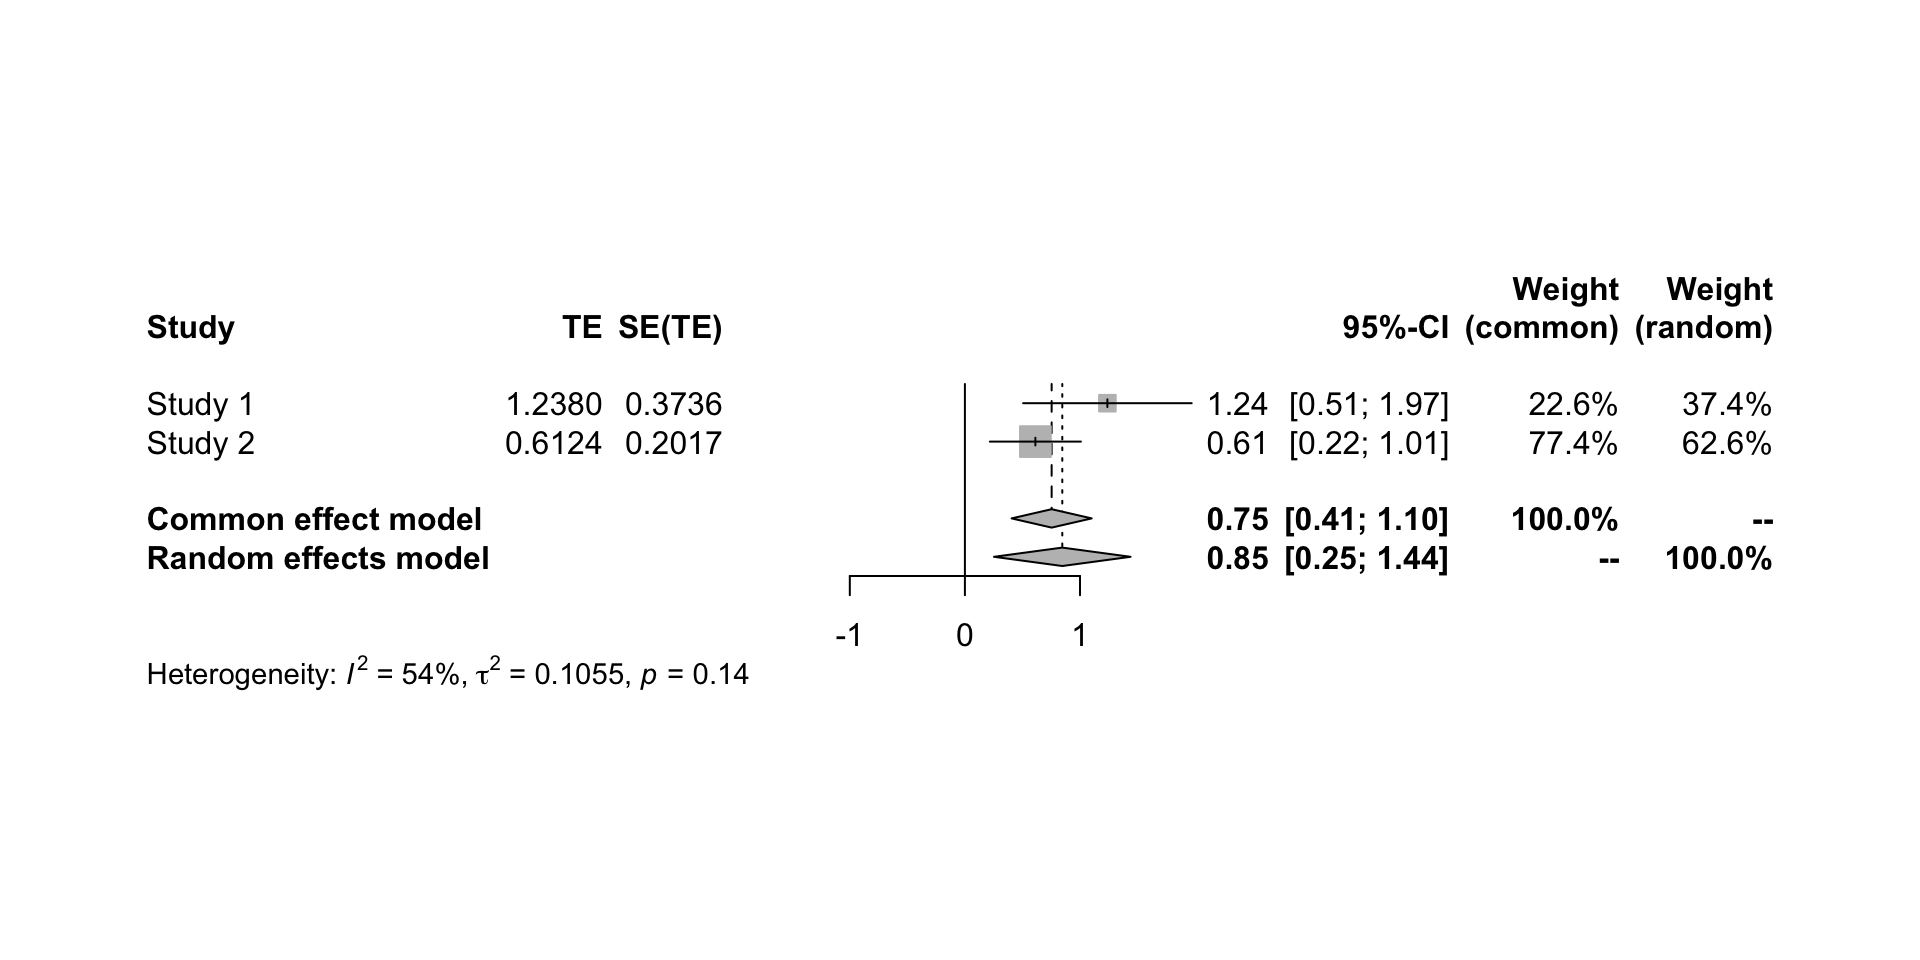 Weight Weight
Study TE SE(TE) 95%-CI (common) (random)
Study 1 1.2380 0.3736 1.24 [0.51; 1.97] 22.6% 37.4%
Study 2 0.6124 0.2017 0.61 [0.22; 1.01] 77.4% 62.6%
Common effect model 0.75 [0.41; 1.10] 100.0% --
Random effects model 0.85 [0.25; 1.44] -- 100.0%
-1 0 1
Heterogeneity: I² = 54%, τ² = 0.1055, p = 0.14